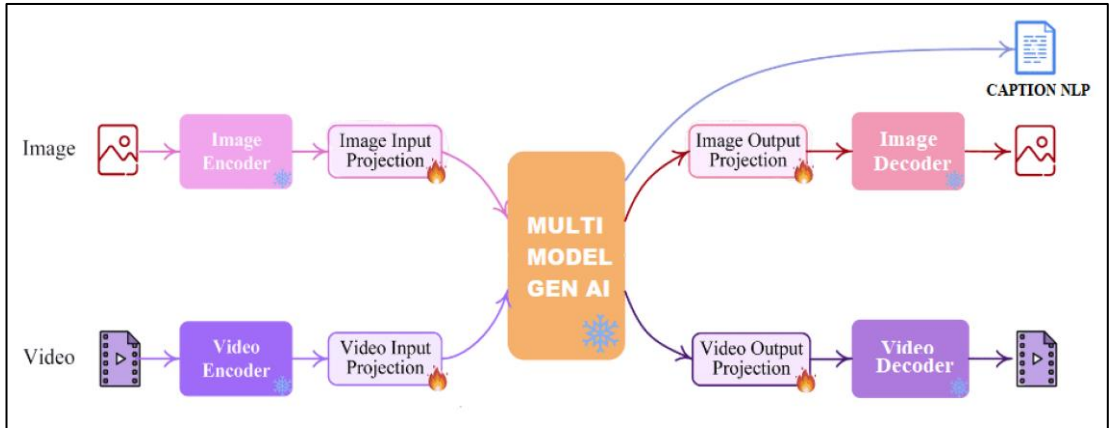 CAPTION NLP
Image
Image
Encoder
Image Input
Projection
Image Output
Projection
Image
Decoder
MULTI
MODEL
GEN AI
Video
Video
Encoder
Video Input
Projection
Video Output
Projection
Video
Decoder